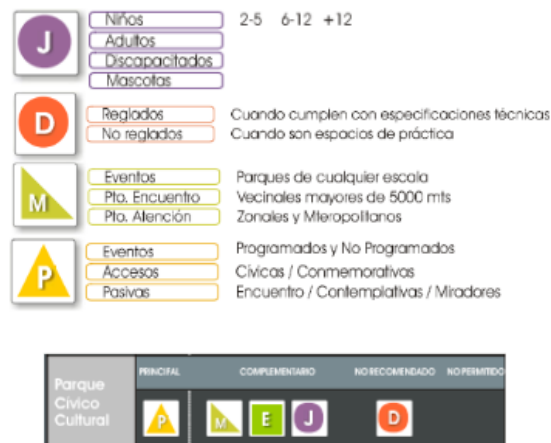 J Niños 2-5 6-12 +12
Adultos
Discapacitados
Mascotas
D Reglados Cuando cumplen con especificaciones técnicas
No reglados Cuando son espacios de práctica
M Eventos Parques de cualquier escala
Pto. Encuentro Vecinales mayores de 5000 mts
Pto. Atención Zonales y Mteropolitanos
P Eventos Programados y No Programados
Accesos Cívicas / Conmemorativas
Pasivas Encuentro / Contemplativas / Miradores
PRINCIPAL COMPLEMENTARIO NO RECOMENDADO NO PERMITIDO
Parque
Cívico
Cultural
P M E J D